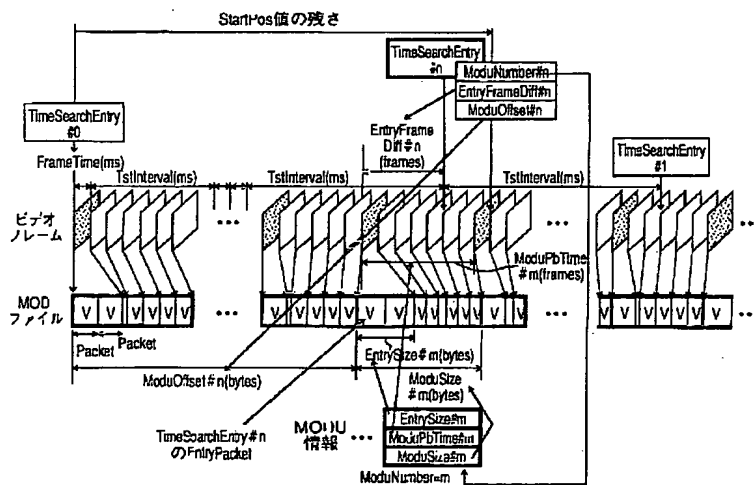 StartPos値の残さ
TimeSearchEntry
#n
ModuNumber#n
EntryFrameDiff#n
ModuOffset#n
TimeSearchEntry
#0
EntryFrame
Diff#n
(frames)
TimeSearchEntry
#1
FrameTime(ms)
TstInterval(ms)
TstInterval(ms)
TstInterval(ms)
ビデオ
フレーム
...
...
...
ModuPbTime
#m(frames)
MOD
ファイル
V V V V V V ... V V V V V V V V V V V V V V ... V V V V V V ...
Packet
Packet
EntrySize#m(bytes)
ModuOffset#n(bytes)
ModuSize
#m(bytes)
TimeSearchEntry#n
のEntryPacket
MODU
情報
...
EntrySize#m
ModuPbTime#m
ModuSize#m
ModuNumber=m